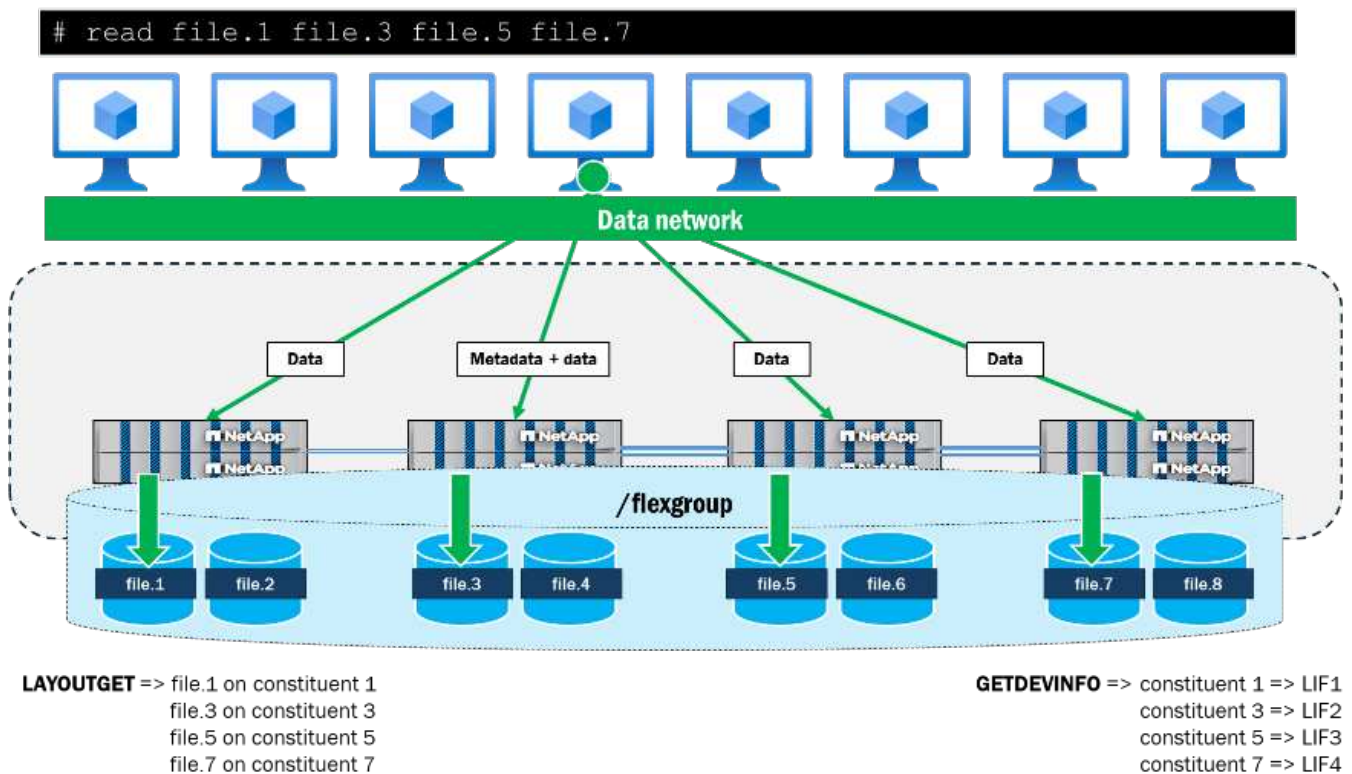 # read file.1 file.3 file.5 file.7
Data network
Data
Metadata + data
Data
Data
NetApp
NetApp
NetApp
NetApp
NetApp
NetApp
NetApp
NetApp
/flexgroup
file.1
file.2
file.3
file.4
file.5
file.6
file.7
file.8
LAYOUTGET => file.1 on constituent 1
file.3 on constituent 3
file.5 on constituent 5
file.7 on constituent 7
GETDEVINFO => constituent 1 => LIF1
constituent 3 => LIF2
constituent 5 => LIF3
constituent 7 => LIF4